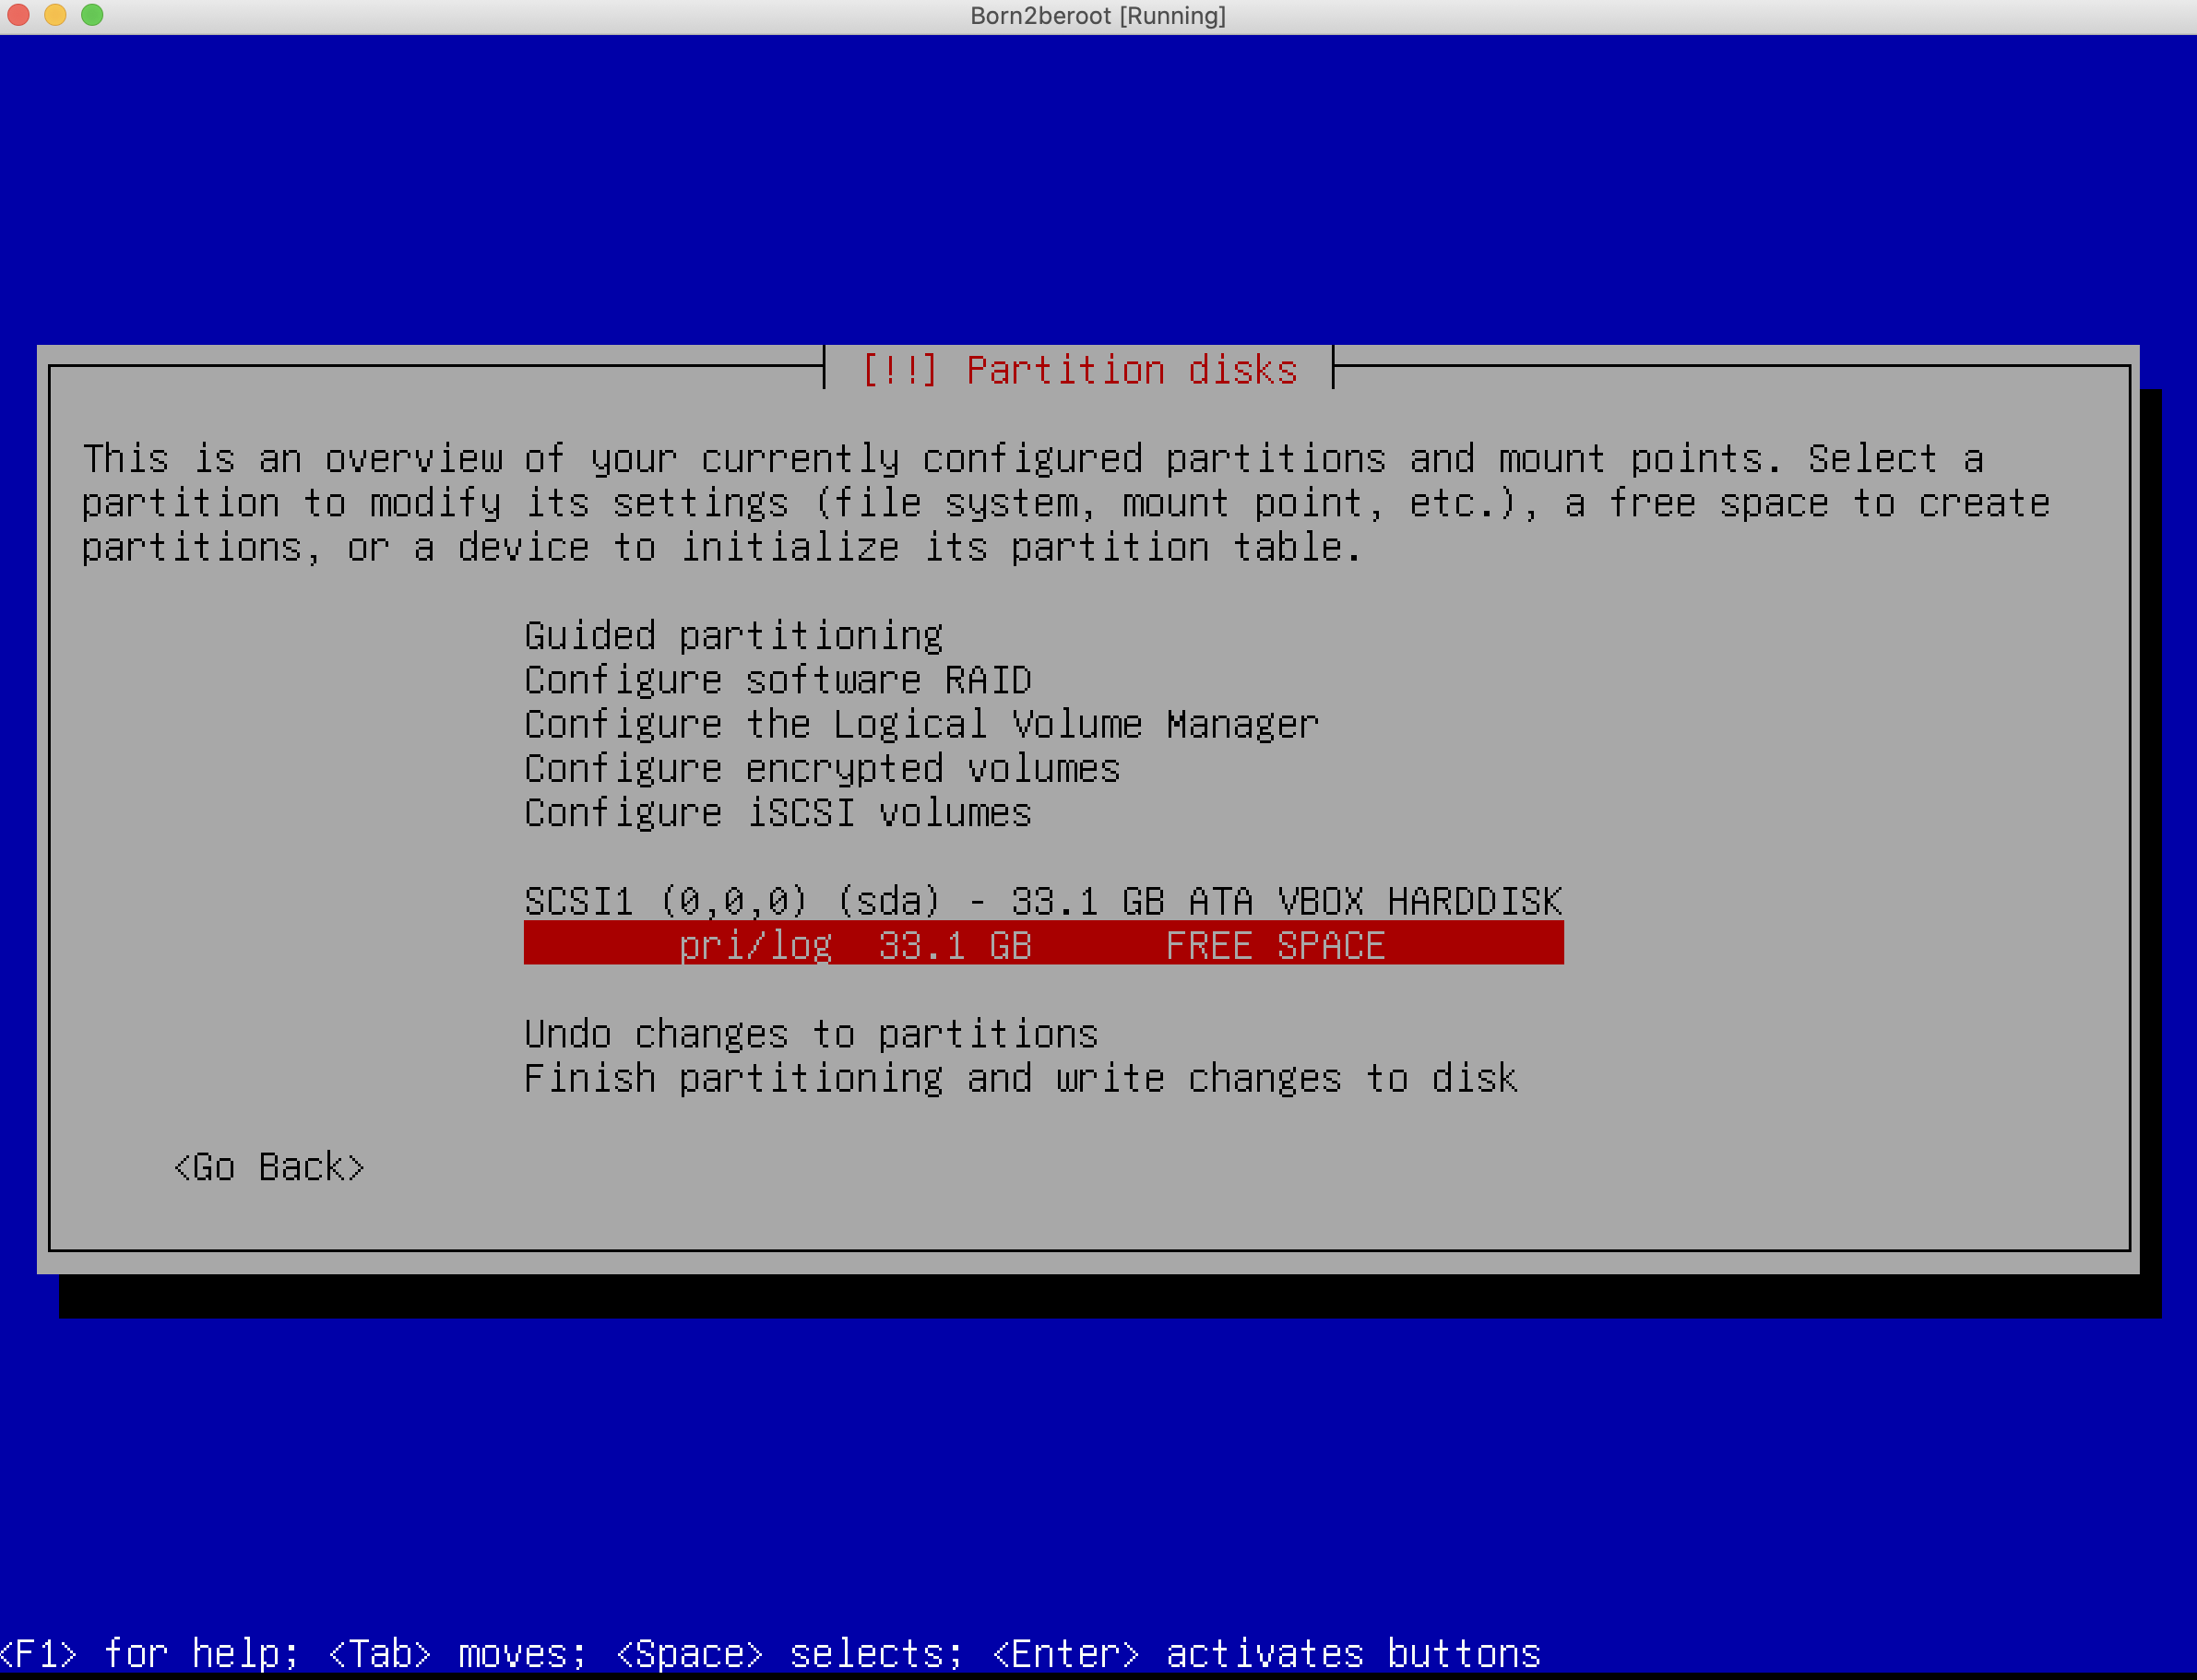 Born2beroot [Running]
[!!] Partition disks
This is an overview of your currently configured partitions and mount points. Select a
partition to modify its settings (file system, mount point, etc.), a free space to create
partitions, or a device to initialize its partition table.
Guided partitioning
Configure software RAID
Configure the Logical Volume Manager
Configure encrypted volumes
Configure iSCSI volumes
SCSI1 (0,0,0) (sda) - 33.1 GB ATA VBOX HARDDISK
pri/log 33.1 GB FREE SPACE
Undo changes to partitions
Finish partitioning and write changes to disk
<Go Back>
<F1> for help; <Tab> moves; <Space> selects; <Enter> activates buttons